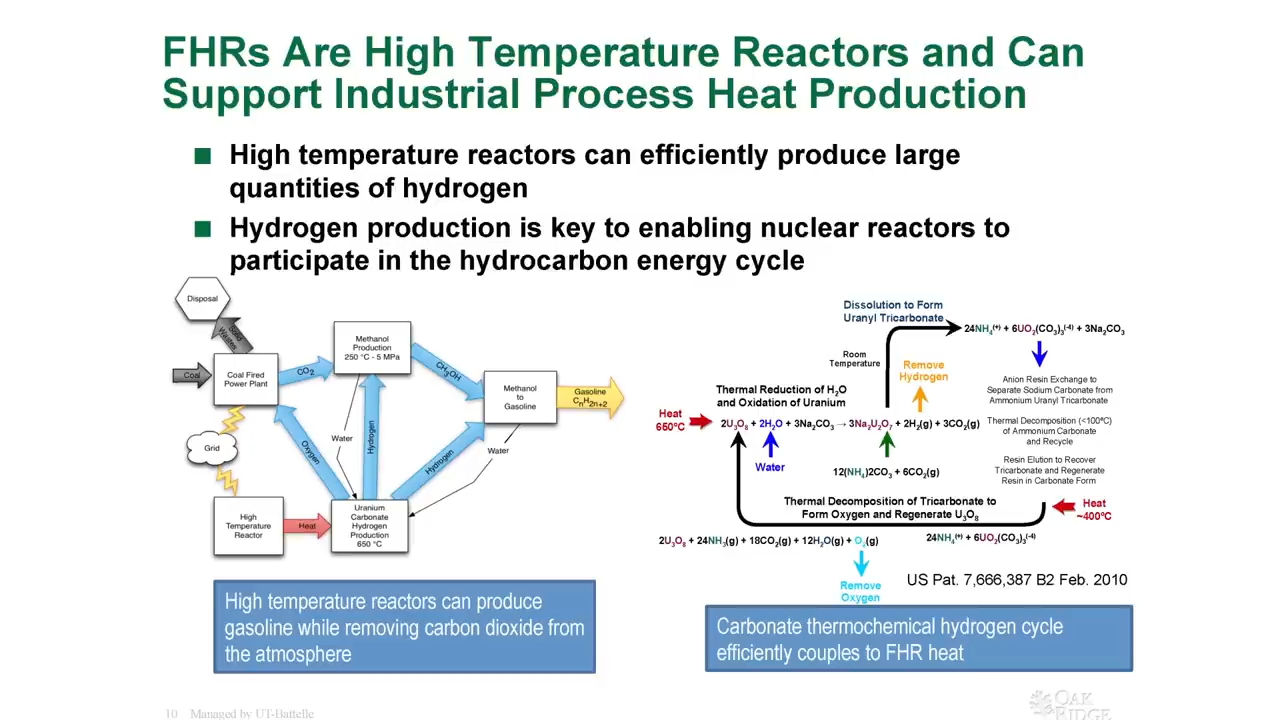 FHRs Are High Temperature Reactors and Can
Support Industrial Process Heat Production
High temperature reactors can efficiently produce large
quantities of hydrogen
Hydrogen production is key to enabling nuclear reactors to
participate in the hydrocarbon energy cycle
Disposal
Solid
Wastes
Coal
Coal Fired
Power Plant
CO2
Methanol
Production
250 °C - 5 MPa
CH3OH
Methanol
to
Gasoline
Gasoline
CnH2n+2
Grid
Oxygen
Water
Hydrogen
Hydrogen
Water
High
Temperature
Reactor
Heat
Uranium
Carbonate
Hydrogen
Production
650 °C
High temperature reactors can produce
gasoline while removing carbon dioxide from
the atmosphere
Dissolution to Form
Uranyl Tricarbonate
24NH4(+) + 6UO2(CO3)3(-4) + 3Na2CO3
Room
Temperature
Remove
Hydrogen
Anion Resin Exchange to
Separate Sodium Carbonate from
Ammonium Uranyl Tricarbonate
Thermal Reduction of H2O
and Oxidation of Uranium
Heat
650ºC
2U3O8 + 2H2O + 3Na2CO3 → 3Na2U2O7 + 2H2(g) + 3CO2(g)
Thermal Decomposition (<100ºC)
of Ammonium Carbonate
and Recycle
Water
12(NH4)2CO3 + 6CO2(g)
Resin Elution to Recover
Tricarbonate and Regenerate
Resin in Carbonate Form
Thermal Decomposition of Tricarbonate to
Form Oxygen and Regenerate U3O8
Heat
~400ºC
2U3O8 + 24NH3(g) + 18CO2(g) + 12H2O(g) + O2(g)
24NH4(+) + 6UO2(CO3)3(-4)
Remove
Oxygen
US Pat. 7,666,387 B2 Feb. 2010
Carbonate thermochemical hydrogen cycle
efficiently couples to FHR heat
10 Managed by UT-Battelle
OAK
RIDGE